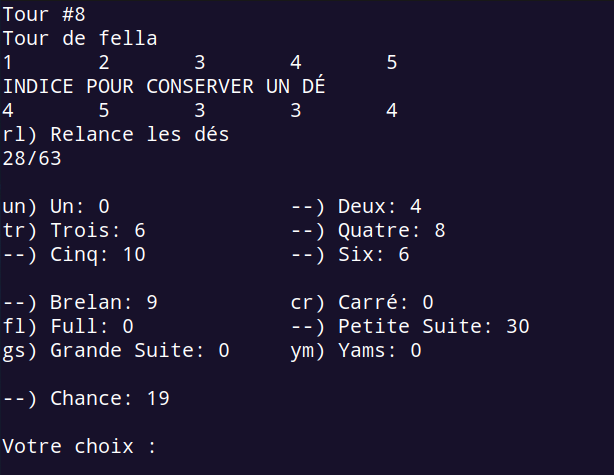 Tour #8
Tour de fella
1 2 3 4 5
INDICE POUR CONSERVER UN DÉ
4 5 3 3 4
rl) Relance les dés
28/63
un) Un: 0 --) Deux: 4
tr) Trois: 6 --) Quatre: 8
--) Cinq: 10 --) Six: 6
--) Brelan: 9 cr) Carré: 0
fl) Full: 0 --) Petite Suite: 30
gs) Grande Suite: 0 ym) Yams: 0
--) Chance: 19
Votre choix :